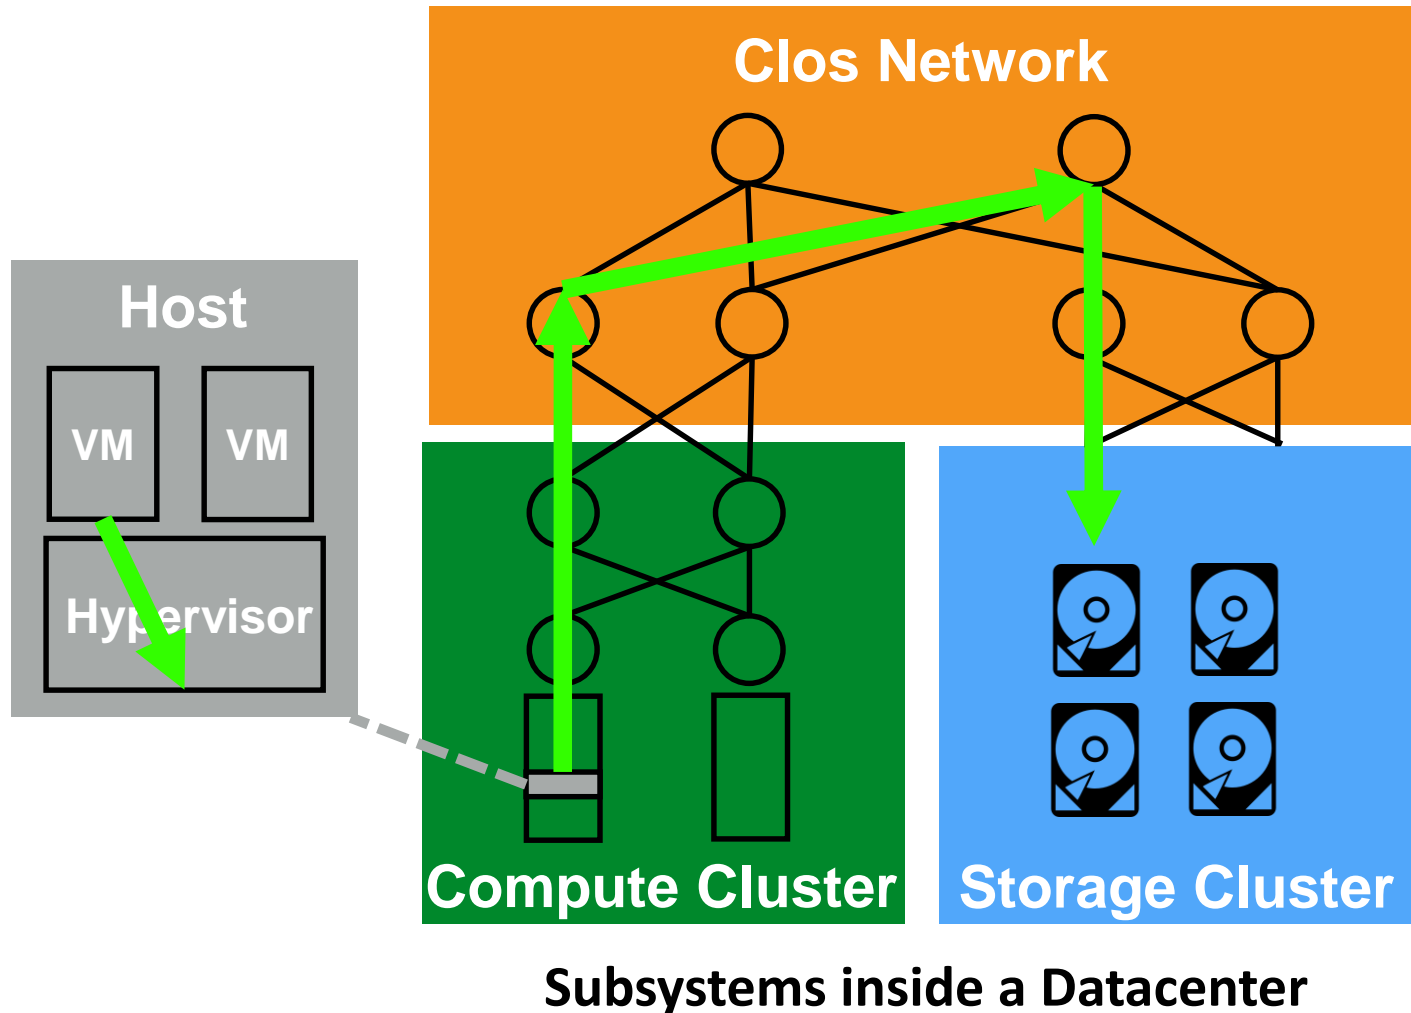 Clos Network
Host
VM
VM
Hypervisor
Compute Cluster
Storage Cluster
Subsystems inside a Datacenter